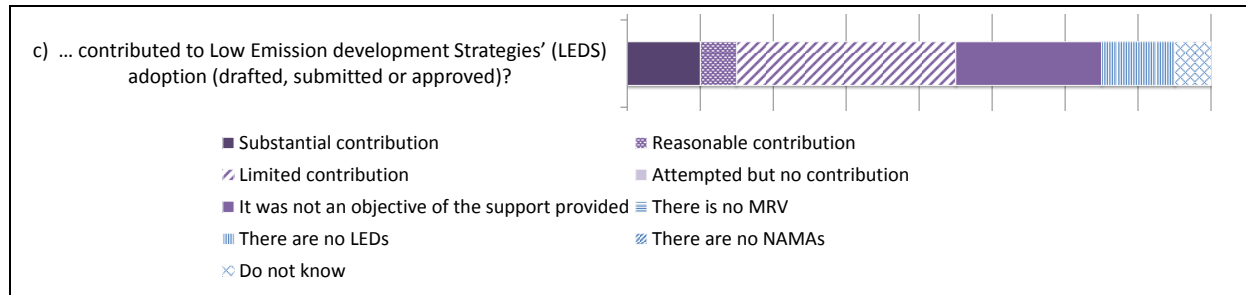 c) ... contributed to Low Emission development Strategies' (LEDS)
adoption (drafted, submitted or approved)?
Substantial contribution
Reasonable contribution
Limited contribution
Attempted but no contribution
It was not an objective of the support provided
There is no MRV
There are no LEDs
There are no NAMAs
Do not know